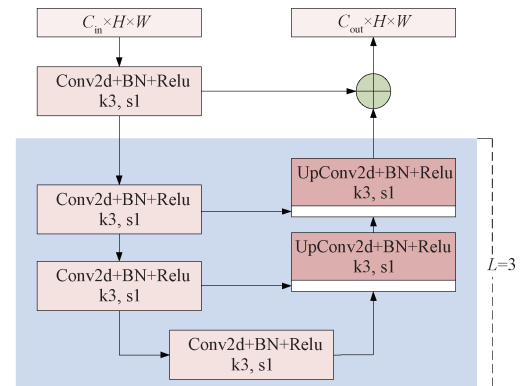 C_in×H×W
C_out×H×W
Conv2d+BN+Relu
k3, s1
Conv2d+BN+Relu
k3, s1
UpConv2d+BN+Relu
k3, s1
Conv2d+BN+Relu
k3, s1
UpConv2d+BN+Relu
k3, s1
L=3
Conv2d+BN+Relu
k3, s1